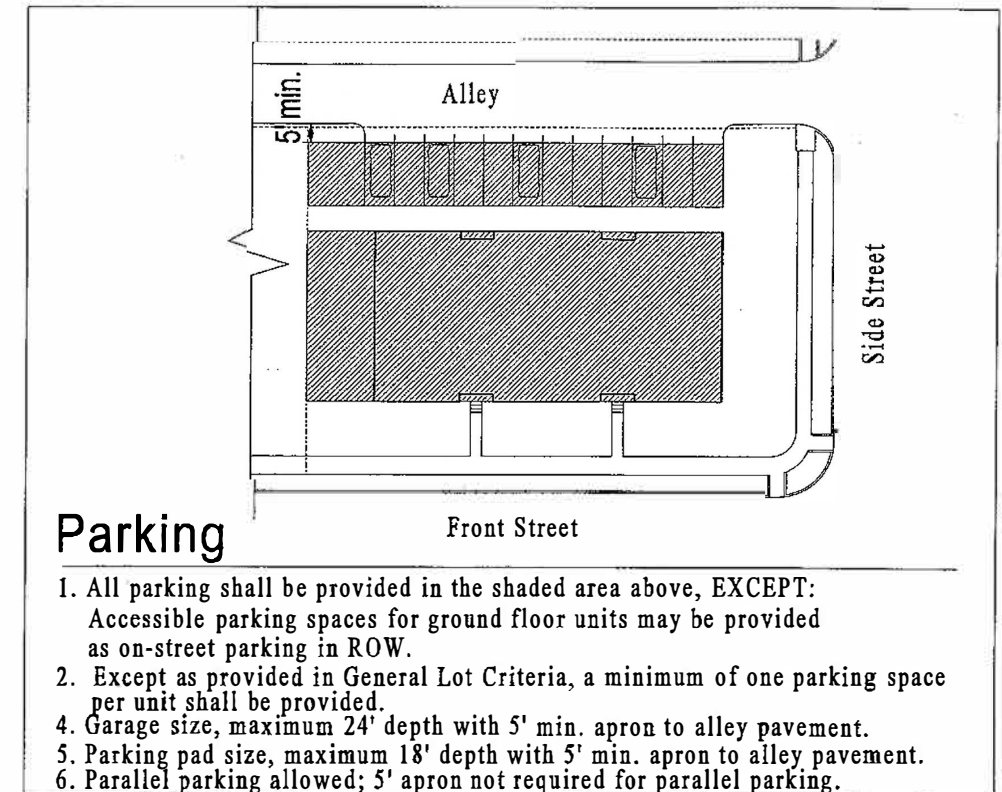 Alley
5' min.
Side Street
Front Street
Parking
1. All parking shall be provided in the shaded area above, EXCEPT:
Accessible parking spaces for ground floor units may be provided
as on-street parking in ROW.
2. Except as provided in General Lot Criteria, a minimum of one parking space
per unit shall be provided.
4. Garage size, maximum 24' depth with 5' min. apron to alley pavement.
5. Parking pad size, maximum 18' depth with 5' min. apron to alley pavement.
6. Parallel parking allowed; 5' apron not required for parallel parking.